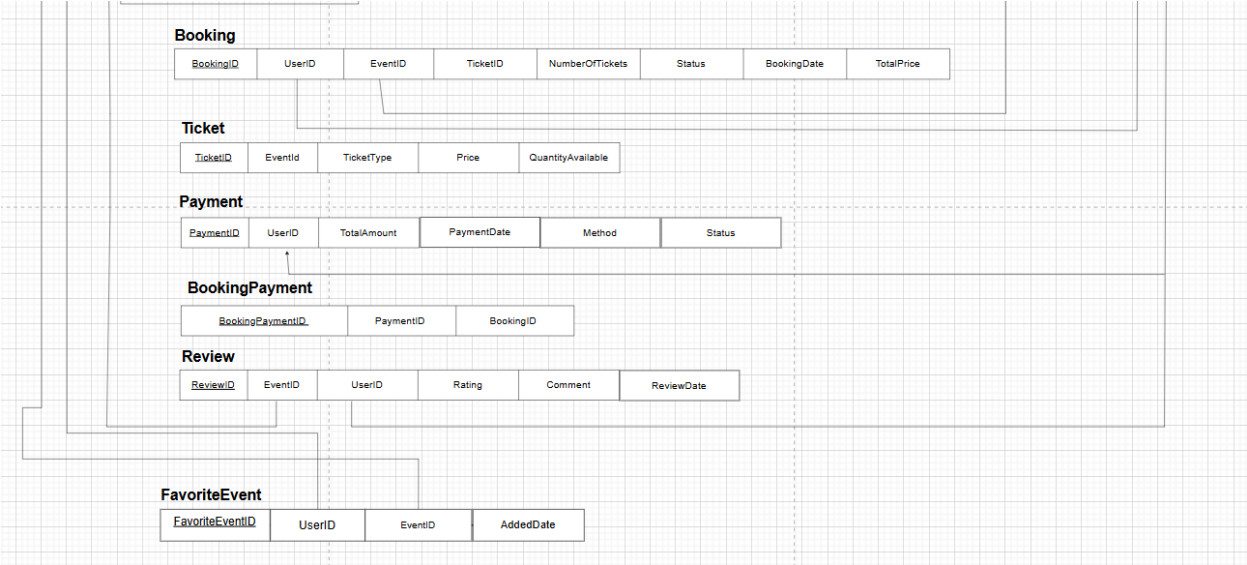 Booking
BookingID UserID EventID TicketID NumberOfTickets Status BookingDate TotalPrice
Ticket
TicketID EventId TicketType Price QuantityAvailable
Payment
PaymentID UserID TotalAmount PaymentDate Method Status
BookingPayment
BookingPaymentID PaymentID BookingID
Review
ReviewID EventID UserID Rating Comment ReviewDate
FavoriteEvent
FavoriteEventID UserID EventID AddedDate